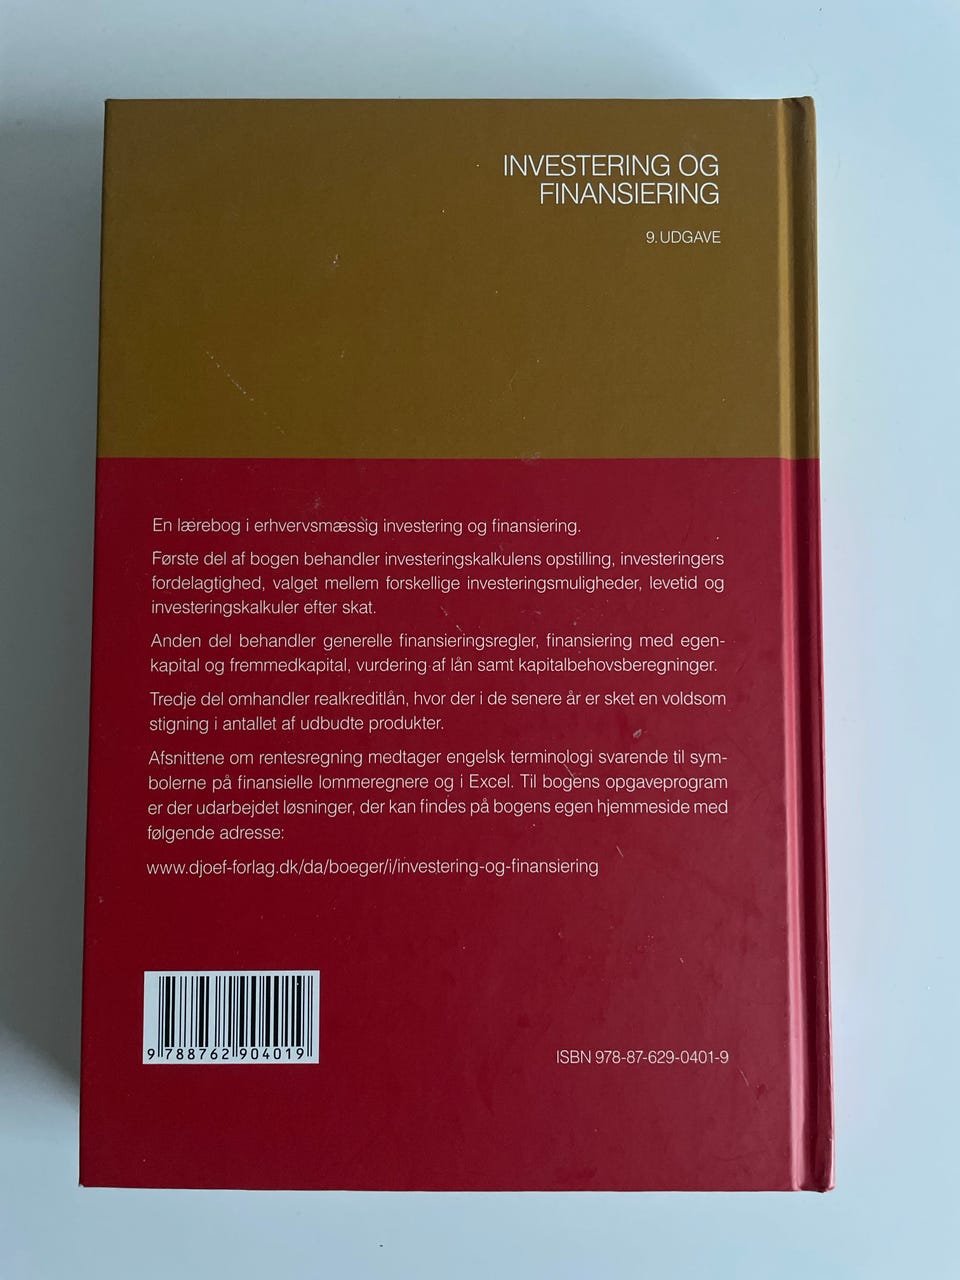 INVESTERING OG
FINANSIERING
9. UDGAVE
En lærebog i erhvervsmæssig investering og finansiering.
Første del af bogen behandler investeringskalkulens opstilling, investeringers
fordelagtighed, valget mellem forskellige investeringsmuligheder, levetid og
investeringskalkuler efter skat.
Anden del behandler generelle finansieringsregler, finansiering med egen-
kapital og fremmedkapital, vurdering af lån samt kapitalbehovsberegninger.
Tredje del omhandler realkreditlån, hvor der i de senere år er sket en voldsom
stigning i antallet af udbudte produkter.
Afsnittene om rentesregning medtager engelsk terminologi svarende til sym-
bolerne på finansielle lommeregnere og i Excel. Til bogens opgaveprogram
er der udarbejdet løsninger, der kan findes på bogens egen hjemmeside med
følgende adresse:
www.djoef-forlag.dk/da/boeger/i/investering-og-finansiering
9 788762 904019
ISBN 978-87-629-0401-9